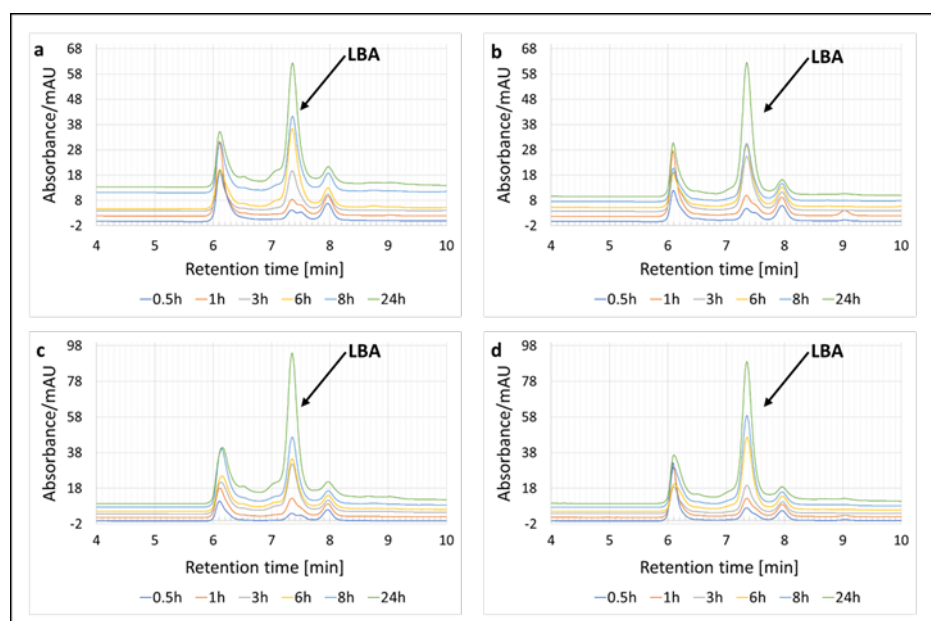 a
LBA
68
58
48
38
28
18
8
-2
Absorbance/mAU
4 5 6 7 8 9 10
Retention time [min]
0.5h 1h 3h 6h 8h 24h
b
LBA
68
58
48
38
28
18
8
-2
Absorbance/mAU
4 5 6 7 8 9 10
Retention time [min]
0.5h 1h 3h 6h 8h 24h
c
LBA
98
78
58
38
18
-2
Absorbance/mAU
4 5 6 7 8 9 10
Retention time [min]
0.5h 1h 3h 6h 8h 24h
d
LBA
98
78
58
38
18
-2
Absorbance/mAU
4 5 6 7 8 9 10
Retention time [min]
0.5h 1h 3h 6h 8h 24h